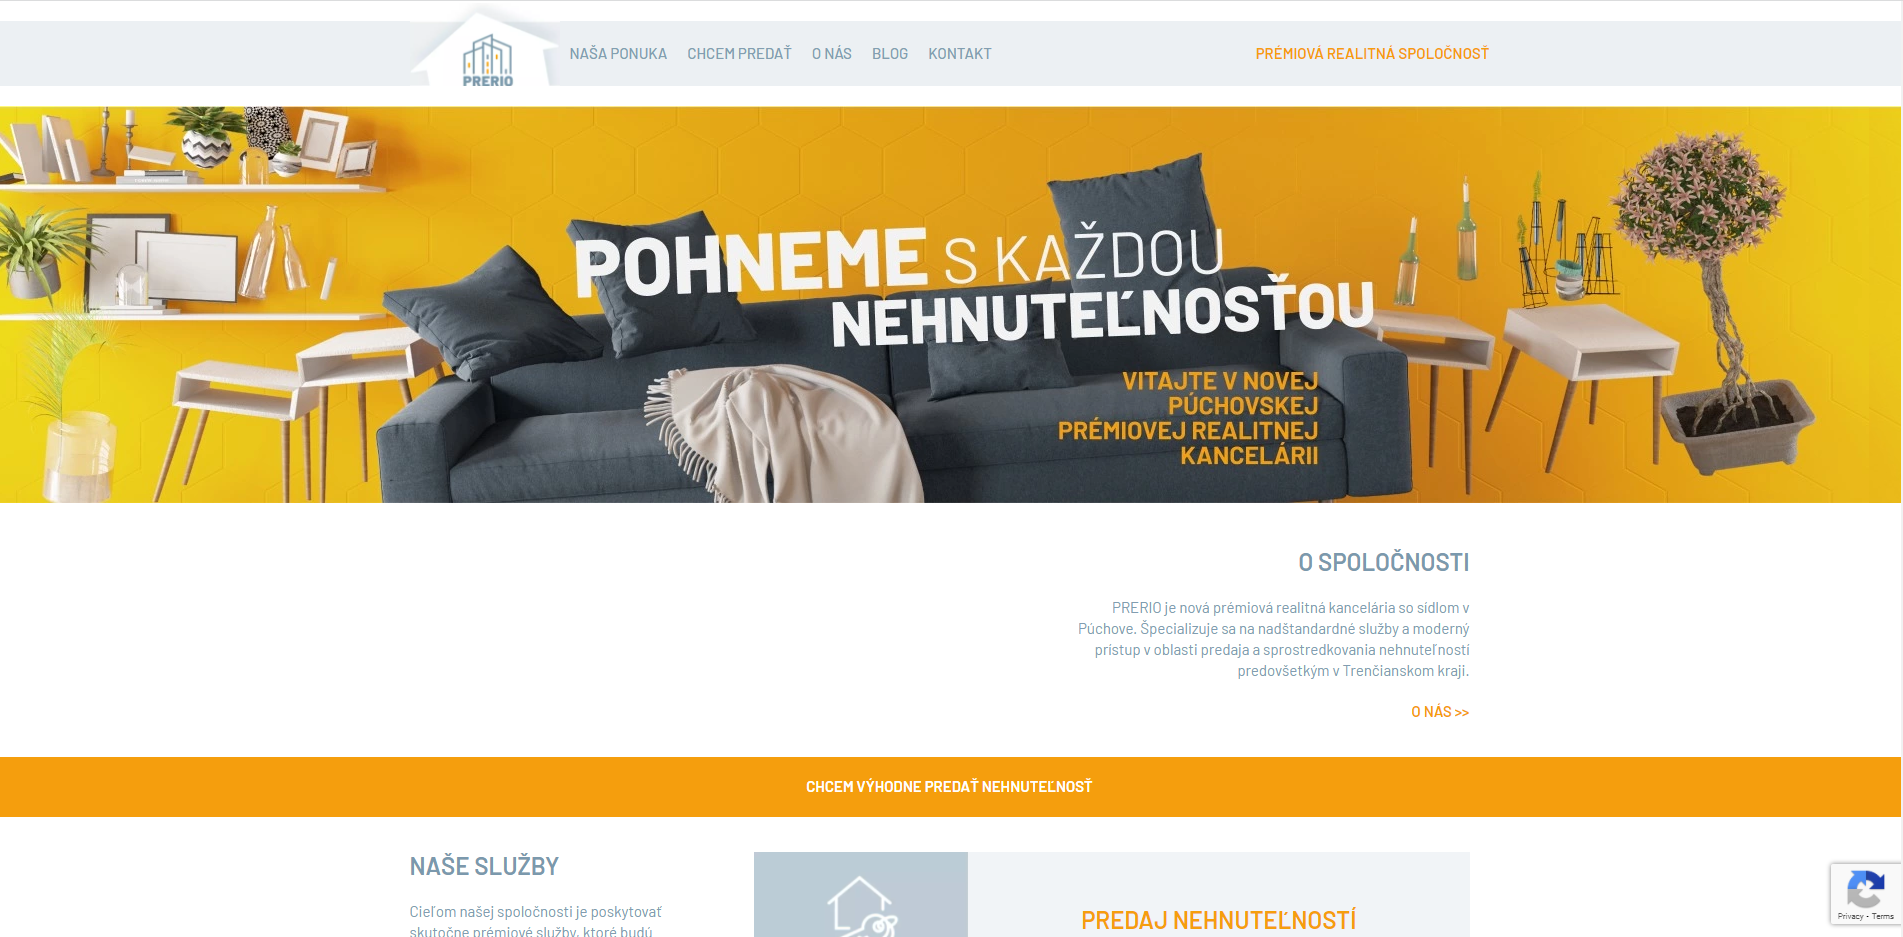 PRERIO
NAŠA PONUKA
CHCEM PREDAŤ
O NÁS
BLOG
KONTAKT
PRÉMIOVÁ REALITNÁ SPOLOČNOSŤ
POHNEME S KAŽDOU
NEHNUTEĽNOSŤOU
VITAJTE V NOVEJ
PÚCHOVSKEJ
PRÉMIOVEJ REALITNEJ
KANCELÁRII
O SPOLOČNOSTI
PRERIO je nová prémiová realitná kancelária so sídlom v
Púchove. Špecializuje sa na nadštandardné služby a moderný
prístup v oblasti predaja a sprostredkovania nehnuteľností
predovšetkým v Trenčianskom kraji.
O NÁS >>
CHCEM VÝHODNE PREDAŤ NEHNUTEĽNOSŤ
NAŠE SLUŽBY
Cieľom našej spoločnosti je poskytovať
skutočne prémiové služby, ktoré budú
PREDAJ NEHNUTEĽNOSTÍ
Privacy - Terms